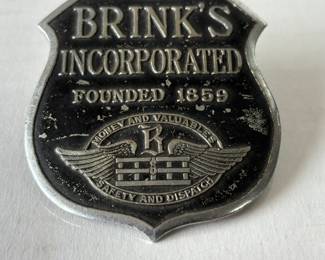 BRINK'S
INCORPORATED
FOUNDED 1859
MONEY AND VALUABLES
B
SAFETY AND DISPATCH